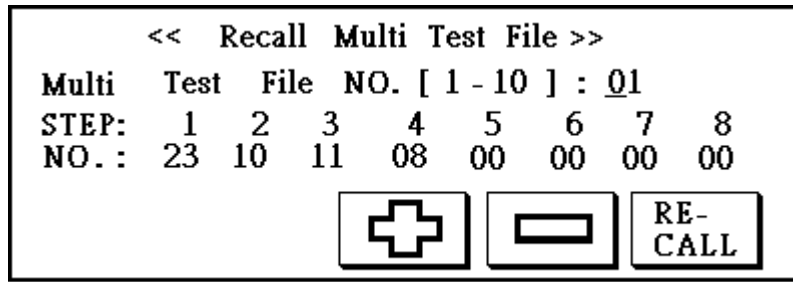 << Recall Multi Test File >>
Multi Test File NO. [ 1 - 10 ] : 01
STEP: 1 2 3 4 5 6 7 8
NO. : 23 10 11 08 00 00 00 00
RE-
CALL